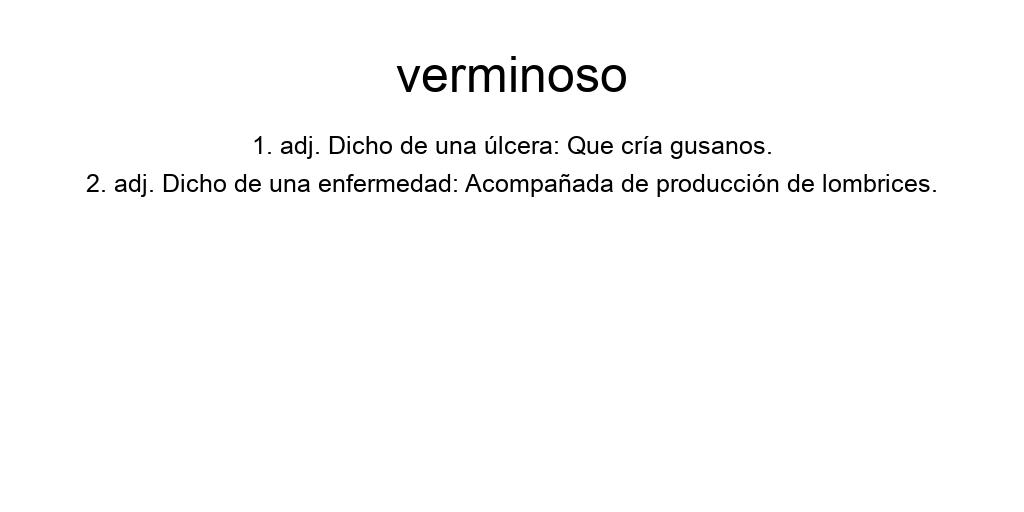 verminoso
1. adj. Dicho de una úlcera: Que cría gusanos.
2. adj. Dicho de una enfermedad: Acompañada de producción de lombrices.